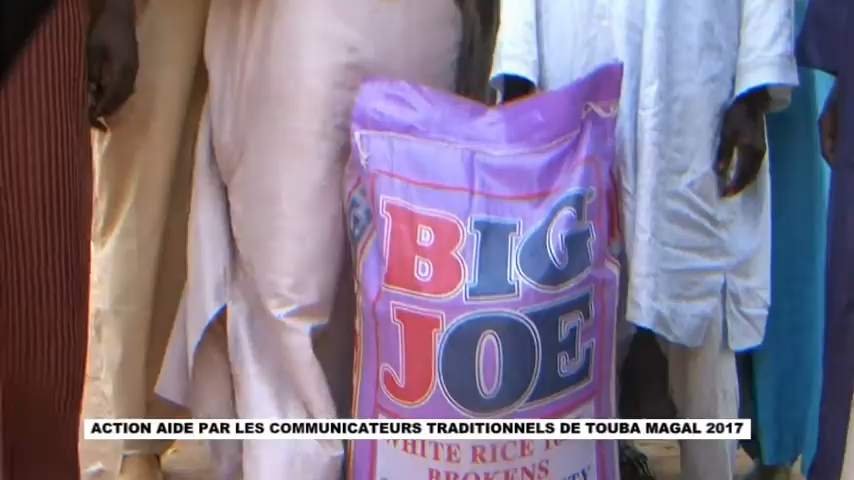 BIG
JOE
ACTION AIDE PAR LES COMMUNICATEURS TRADITIONNELS DE TOUBA MAGAL 2017
WHITE RICE
BROKENS